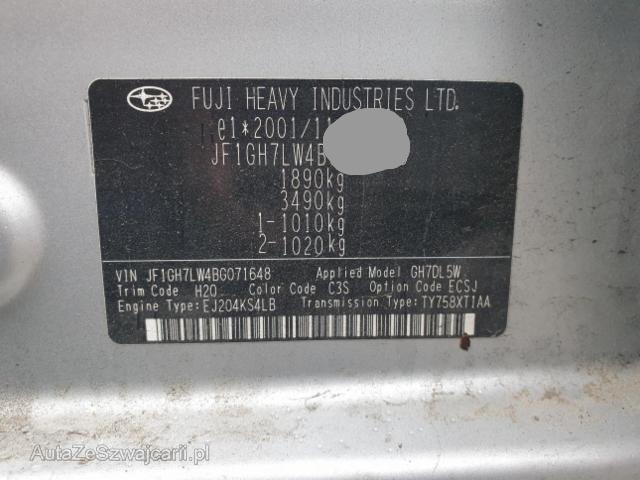 FUJI HEAVY INDUSTRIES LTD.
e1*2001/11
JF1GH7LW4B
1890kg
3490kg
1-1010kg
2-1020kg
VIN JF1GH7LW4BG071648 Applied Model GH7DL5W
Trim Code H20 Color Code C3S Option Code ECSJ
Engine Type: EJ204KS4LB Transmission Type: TY758XT1AA
AutaZeSzwajcarii.pl